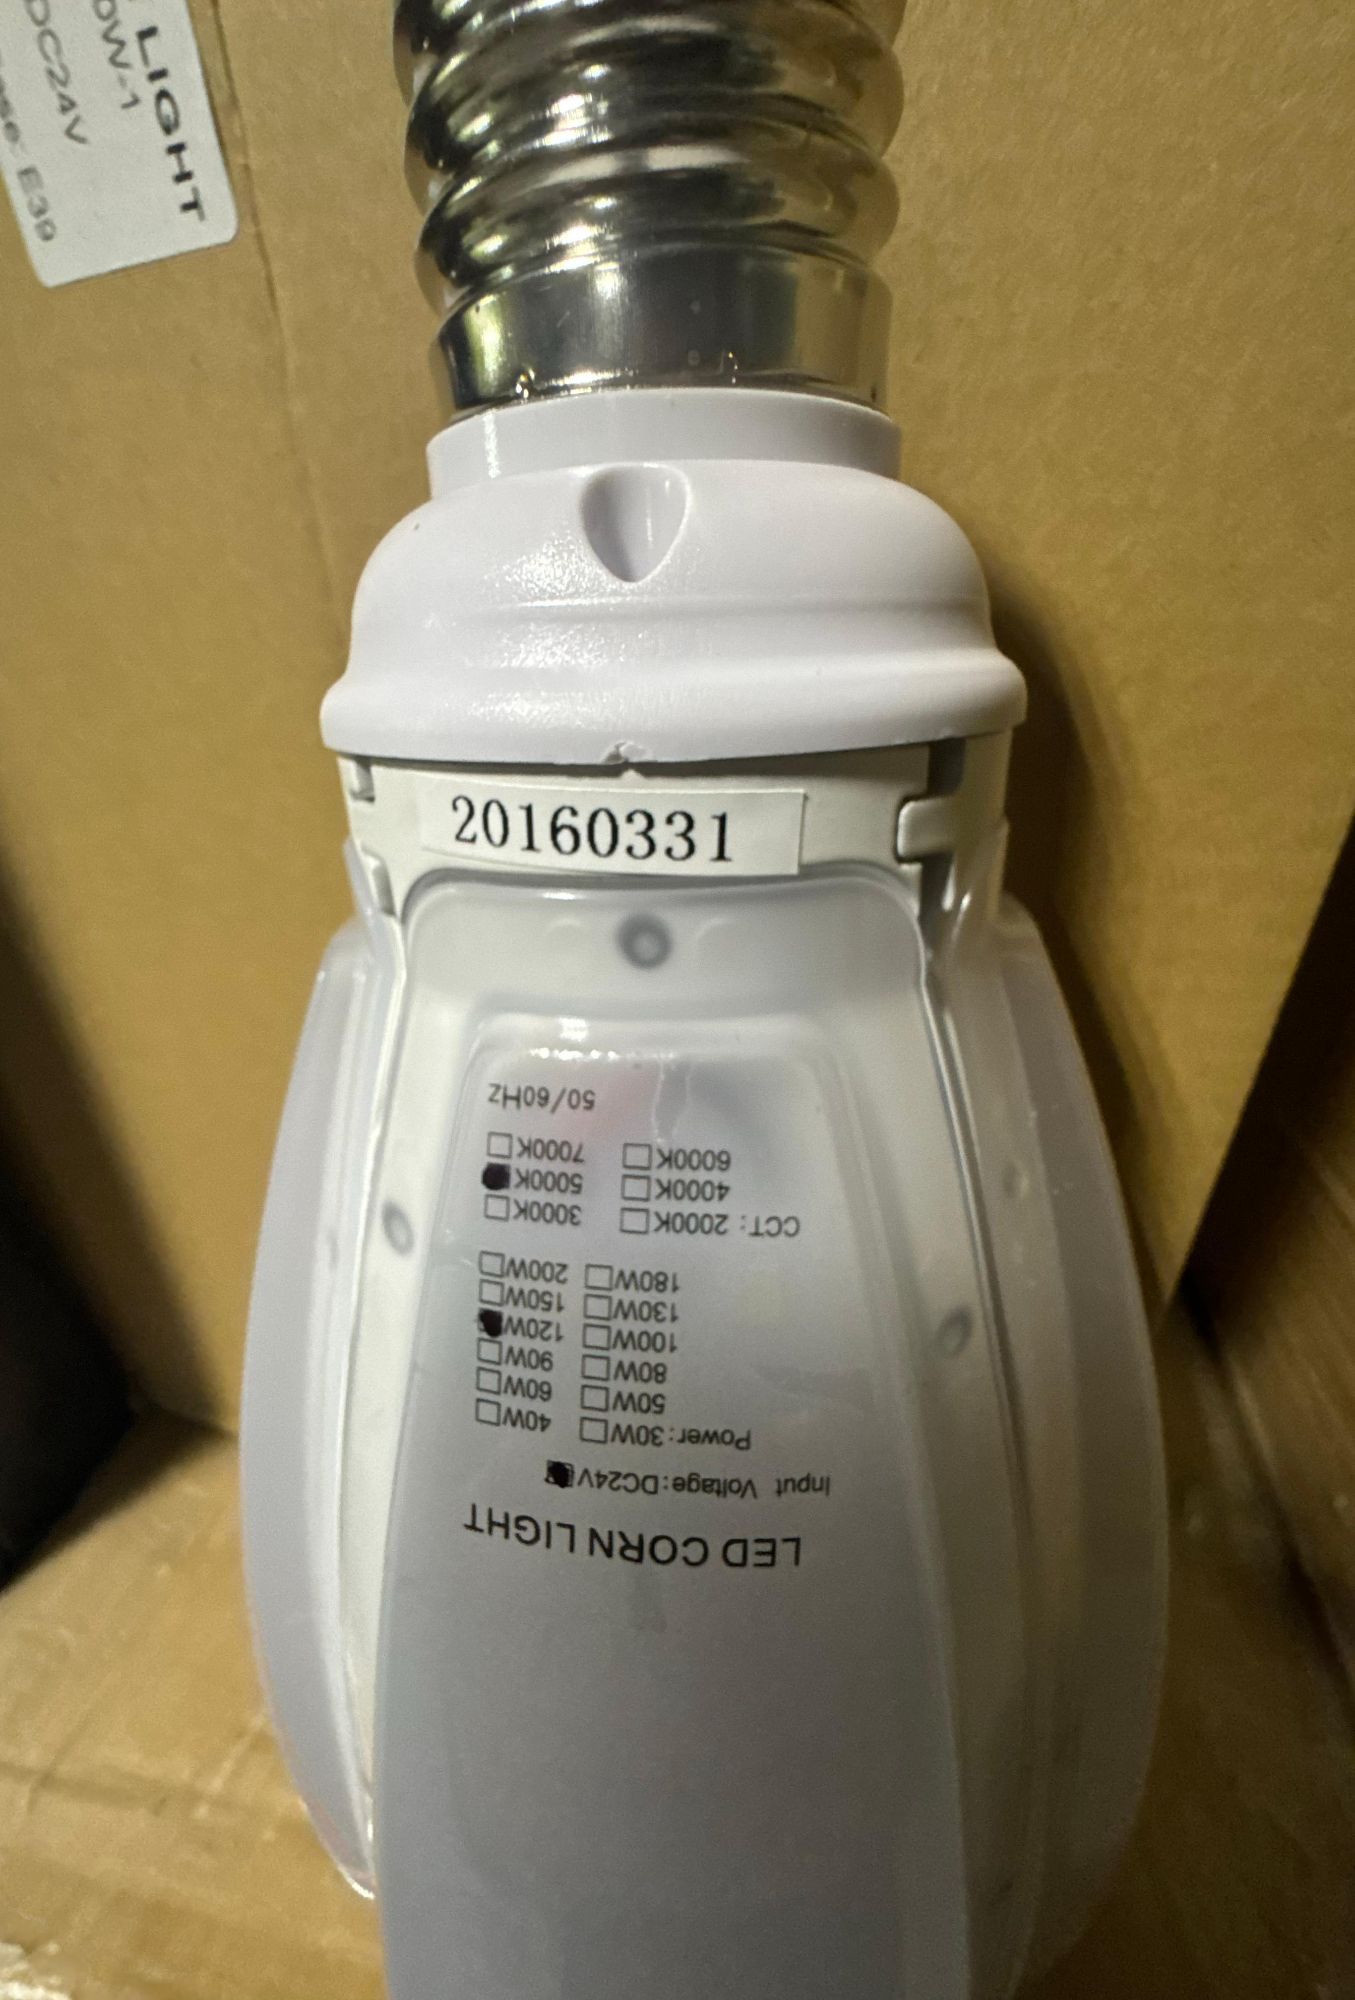 LIGHT
0W-1
DC24V
E39
20160331
LED CORN LIGHT
Input Voltage:DC24V
Power:30W□ 40W□
50W□ 60W□
80W□ 90W□
100W□ 120W■
130W□ 150W□
180W□ 200W□
CCT: 2000K□ 3000K□
4000K□ 5000K■
6000K□ 7000K□
50/60Hz